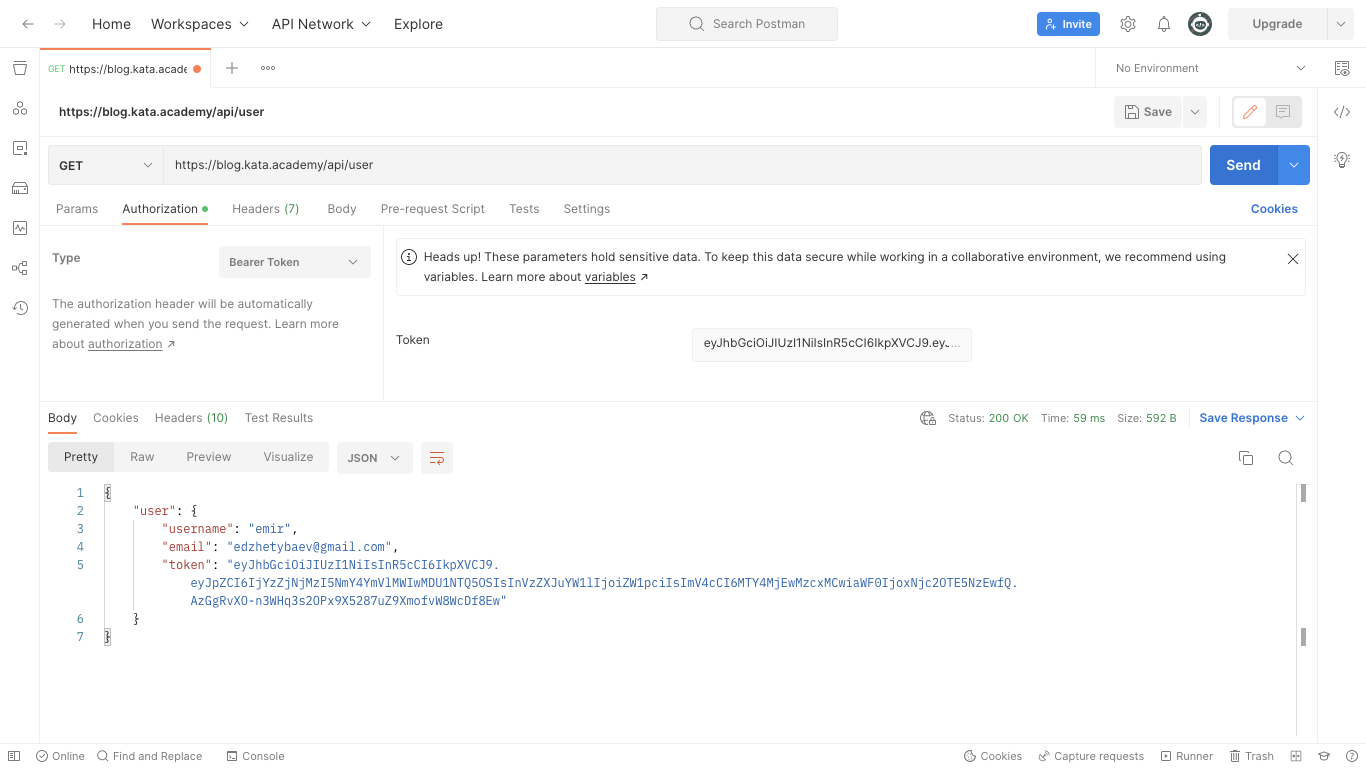 Home Workspaces API Network Explore Search Postman Invite Upgrade
GET https://blog.kata.acade No Environment
https://blog.kata.academy/api/user Save
GET https://blog.kata.academy/api/user Send
Params Authorization Headers (7) Body Pre-request Script Tests Settings Cookies
Type Bearer Token
The authorization header will be automatically
generated when you send the request. Learn more
about authorization ↗
Heads up! These parameters hold sensitive data. To keep this data secure while working in a collaborative environment, we recommend using
variables. Learn more about variables ↗
Token eyJhbGciOiJIUzI1NiIsInR5cCI6IkpXVCJ9.ey...
Body Cookies Headers (10) Test Results Status: 200 OK Time: 59 ms Size: 592 B Save Response
Pretty Raw Preview Visualize JSON
1 {
2 "user": {
3 "username": "emir",
4 "email": "edzhetybaev@gmail.com",
5 "token": "eyJhbGciOiJIUzI1NiIsInR5cCI6IkpXVCJ9.
eyJpZCI6IjYzZjNjMzI5NmY4YmVlMWIwMDU1NTQ5OSIsInVzZXJuYW1lIjoiZW1pciIsImV4cCI6MTY4MjEwMzcxMCwiaWF0IjoxNjc2OTE5NzEwfQ.
AzGgRvXO-n3WHq3s2OPx9X5287uZ9XmofvW8WcDf8Ew"
6 }
7 }
Online Find and Replace Console Cookies Capture requests Runner Trash